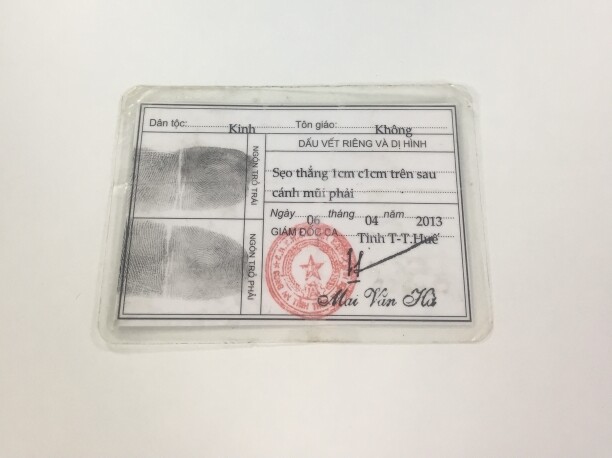 Dân tộc: Kinh Tôn giáo: Không
NGÓN TRỎ TRÁI
DẤU VẾT RIÊNG VÀ DỊ HÌNH
Sẹo thẳng 1cm c1cm trên sau
cánh mũi phải
NGÓN TRỎ PHẢI
Ngày 06 tháng 04 năm 2013
GIÁM ĐỐC CA Tỉnh T-T.Huế
Mai Văn Hà